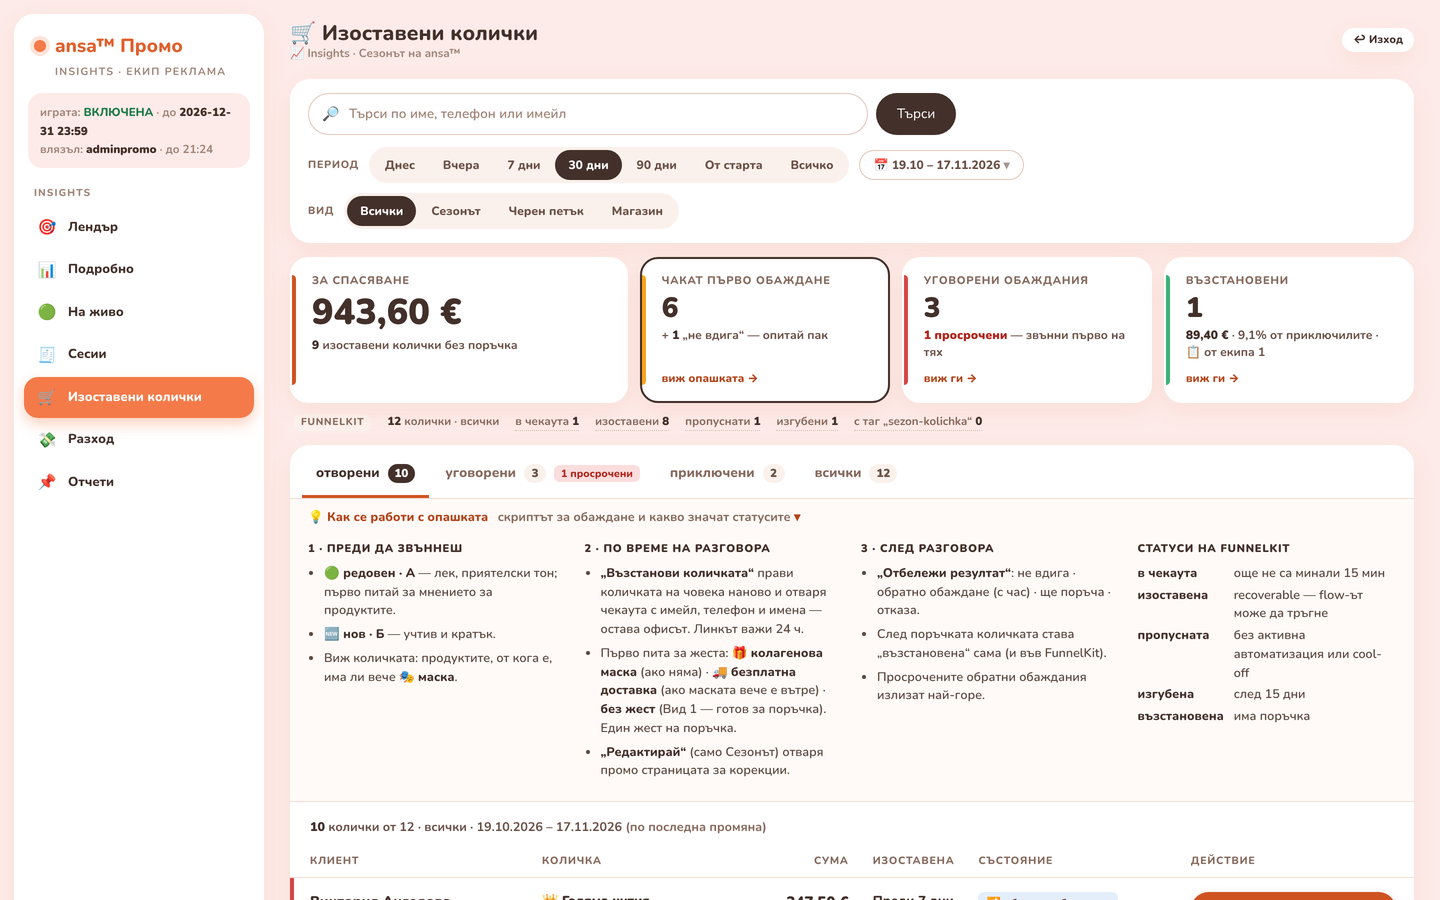 ansa™ Промо
INSIGHTS · ЕКИП РЕКЛАМА
играта: ВКЛЮЧЕНА · до 2026-12-
31 23:59
влязъл: adminpromo · до 21:24
INSIGHTS
Лендър
Подробно
На живо
Сесии
Изоставени колички
Разход
Отчети
Изоставени колички
Insights · Сезонът на ansa™
Изход
Търси по име, телефон или имейл
Търси
ПЕРИОД Днес Вчера 7 дни 30 дни 90 дни От старта Всичко 19.10 – 17.11.2026 ▾
ВИД Всички Сезонът Черен петък Магазин
ЗА СПАСЯВАНЕ
943,60 €
9 изоставени колички без поръчка
ЧАКАТ ПЪРВО ОБАЖДАНЕ
6
+ 1 „не вдига“ — опитай пак
виж опашката →
УГОВОРЕНИ ОБАЖДАНИЯ
3
1 просрочени — звънни първо на
тях
виж ги →
ВЪЗСТАНОВЕНИ
1
89,40 € · 9,1% от приключилите ·
📋 от екипа 1
виж ги →
FUNNELKIT 12 колички · всички в чекаута 1 изоставени 8 пропуснати 1 изгубени 1 с таг „sezon-kolichka“ 0
отворени 10 уговорени 3 1 просрочени приключени 2 всички 12
💡 Как се работи с опашката скриптът за обаждане и какво значат статусите ▾
1 · ПРЕДИ ДА ЗВЪННЕШ
• 🟢 редовен · А — лек, приятелски тон;
първо питай за мнението за
продуктите.
• 🆕 нов · Б — учтив и кратък.
• Виж количката: продуктите, от кога е,
има ли вече 🎭 маска.
2 · ПО ВРЕМЕ НА РАЗГОВОРА
• „Възстанови количката“ прави
количката на човека наново и отваря
чекаута с имейл, телефон и имена —
остава офисът. Линкът важи 24 ч.
• Първо пита за жеста: 🎁 колагенова
маска (ако няма) · 🚚 безплатна
доставка (ако маската вече е вътре) ·
без жест (Вид 1 — готов за поръчка).
Един жест на поръчка.
• „Редактирай“ (само Сезонът) отваря
промо страницата за корекции.
3 · СЛЕД РАЗГОВОРА
• „Отбележи резултат“: не вдига ·
обратно обаждане (с час) · ще поръча ·
отказа.
• След поръчката количката става
„възстановена“ сама (и във FunnelKit).
• Просрочените обратни обаждания
излизат най-горе.
СТАТУСИ НА FUNNELKIT
в чекаута още не са минали 15 мин
изоставена recoverable — flow-ът
може да тръгне
пропусната без активна
автоматизация или cool-
off
изгубена след 15 дни
възстановена има поръчка
10 колички от 12 · всички · 19.10.2026 – 17.11.2026 (по последна промяна)
КЛИЕНТ КОЛИЧКА СУМА ИЗОСТАВЕНА СЪСТОЯНИЕ ДЕЙСТВИЕ